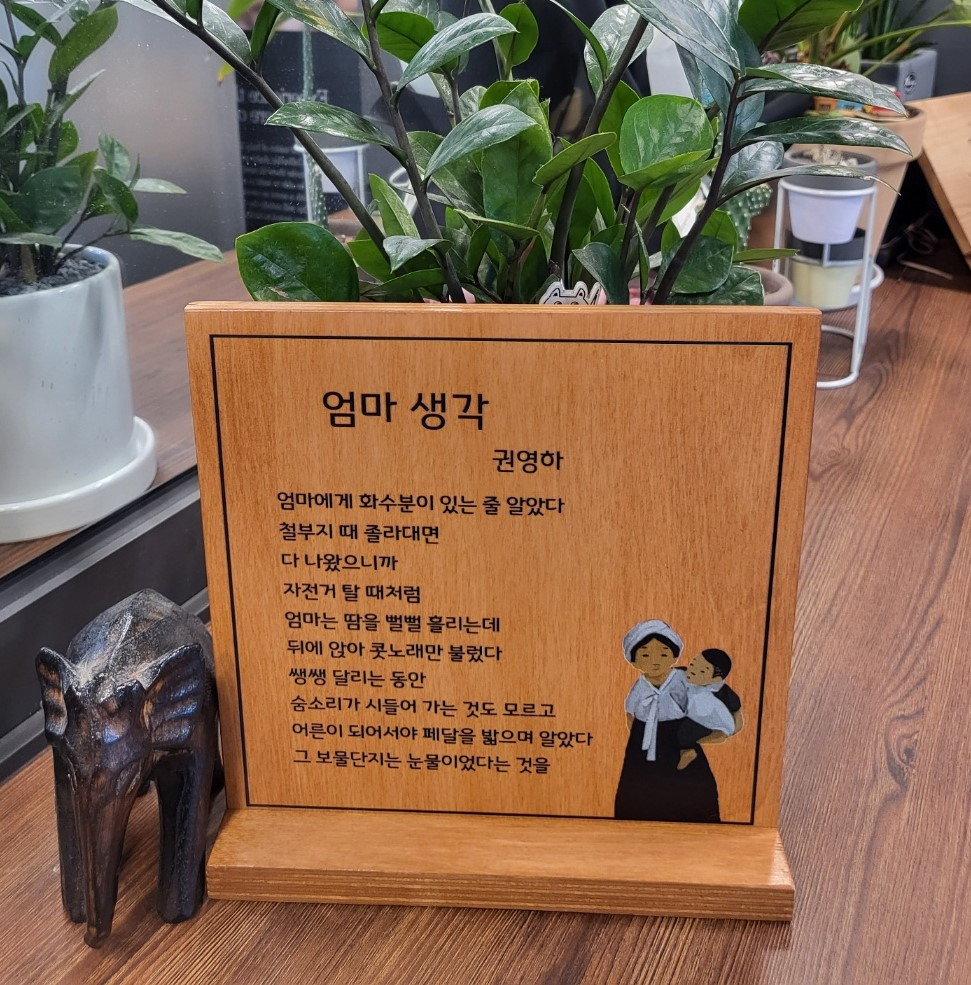 엄마 생각
권영하
엄마에게 화수분이 있는 줄 알았다
철부지 때 졸라대면
다 나왔으니까
자전거 탈 때처럼
엄마는 땀을 뻘뻘 흘리는데
뒤에 앉아 콧노래만 불렀다
쌩쌩 달리는 동안
숨소리가 시들어 가는 것도 모르고
어른이 되어서야 페달을 밟으며 알았다
그 보물단지는 눈물이었다는 것을